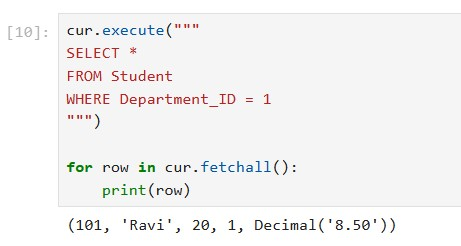 [10]: cur.execute("""
SELECT *
FROM Student
WHERE Department_ID = 1
""")
for row in cur.fetchall():
    print(row)
(101, 'Ravi', 20, 1, Decimal('8.50'))